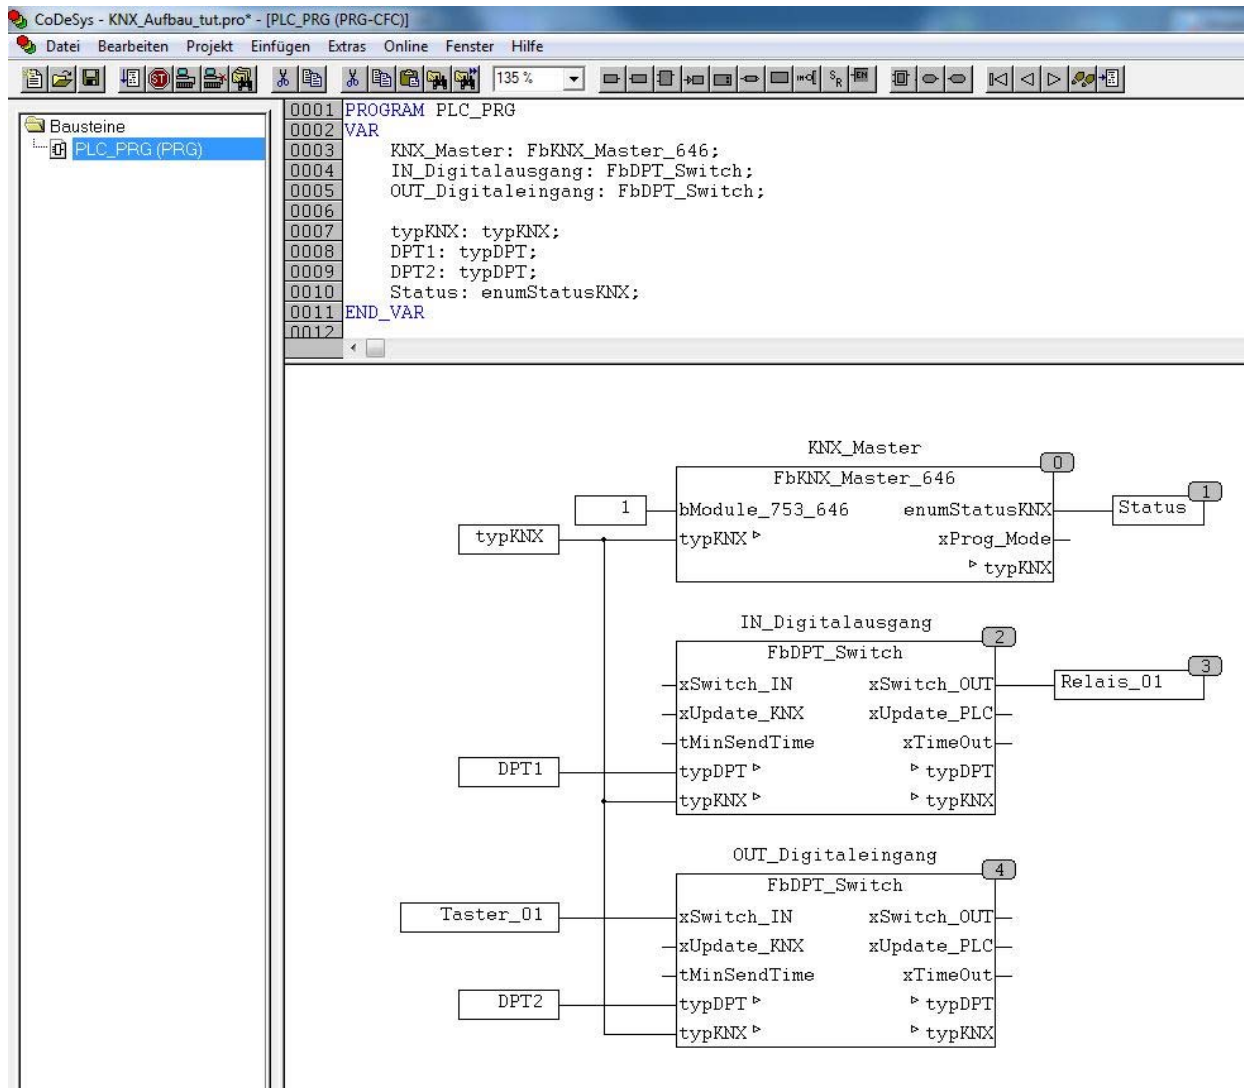 CoDeSys - KNX_Aufbau_tut.pro* - [PLC_PRG (PRG-CFC)]
Datei Bearbeiten Projekt Einfügen Extras Online Fenster Hilfe
135 %
Bausteine
PLC_PRG (PRG)
0001 PROGRAM PLC_PRG
0002 VAR
0003 KNX_Master: FbKNX_Master_646;
0004 IN_Digitalausgang: FbDPT_Switch;
0005 OUT_Digitaleingang: FbDPT_Switch;
0006
0007 typKNX: typKNX;
0008 DPT1: typDPT;
0009 DPT2: typDPT;
0010 Status: enumStatusKNX;
0011 END_VAR
0012
KNX_Master
0
FbKNX_Master_646
1 bModule_753_646 enumStatusKNX Status 1
typKNX typKNX xProg_Mode
typKNX
IN_Digitalausgang
2
FbDPT_Switch
xSwitch_IN xSwitch_OUT Relais_01 3
xUpdate_KNX xUpdate_PLC
tMinSendTime xTimeOut
DPT1 typDPT typDPT
typKNX typKNX
OUT_Digitaleingang
4
FbDPT_Switch
Taster_01 xSwitch_IN xSwitch_OUT
xUpdate_KNX xUpdate_PLC
tMinSendTime xTimeOut
DPT2 typDPT typDPT
typKNX typKNX